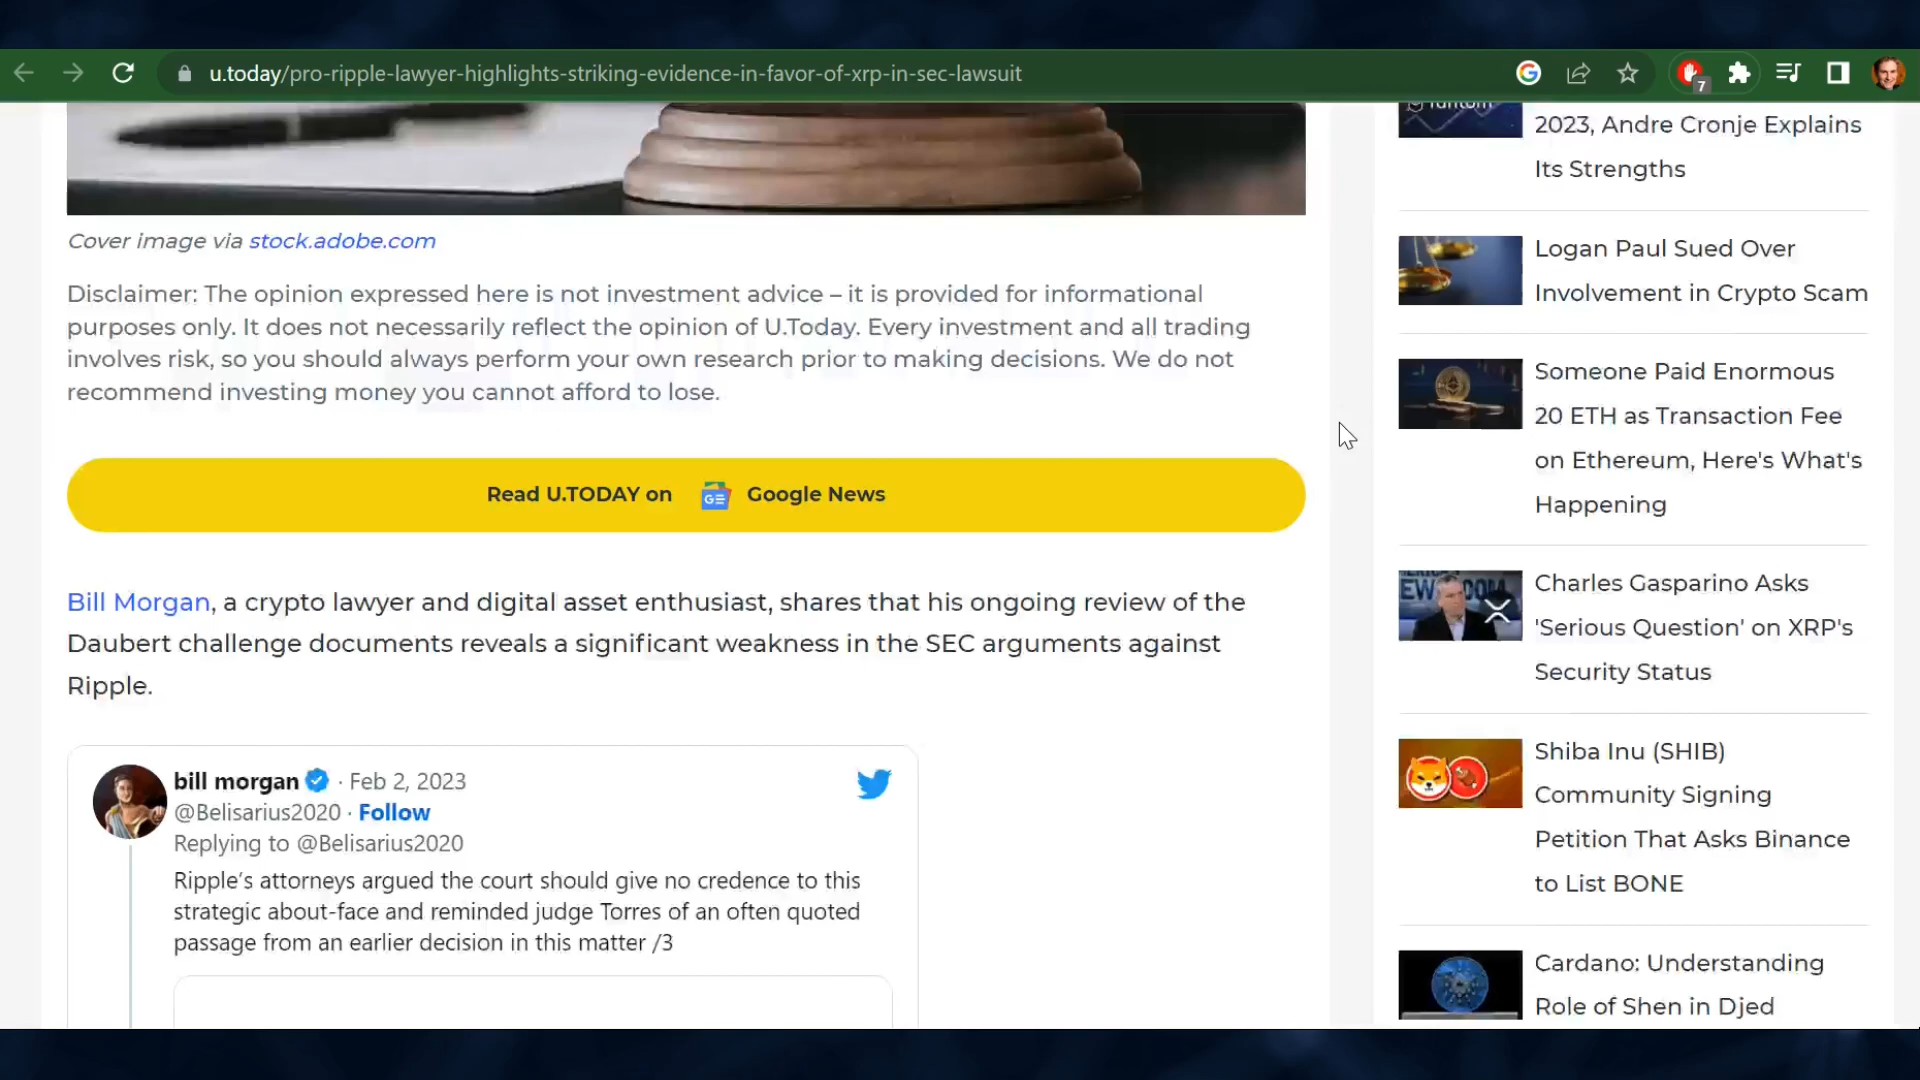 u.today/pro-ripple-lawyer-highlights-striking-evidence-in-favor-of-xrp-in-sec-lawsuit
7
Cover image via stock.adobe.com
Disclaimer: The opinion expressed here is not investment advice – it is provided for informational
purposes only. It does not necessarily reflect the opinion of U.Today. Every investment and all trading
involves risk, so you should always perform your own research prior to making decisions. We do not
recommend investing money you cannot afford to lose.
Read U.TODAY on GE Google News
Bill Morgan, a crypto lawyer and digital asset enthusiast, shares that his ongoing review of the
Daubert challenge documents reveals a significant weakness in the SEC arguments against
Ripple.
bill morgan · Feb 2, 2023
@Belisarius2020 · Follow
Replying to @Belisarius2020
Ripple’s attorneys argued the court should give no credence to this
strategic about-face and reminded judge Torres of an often quoted
passage from an earlier decision in this matter /3
2023, Andre Cronje Explains
Its Strengths
Logan Paul Sued Over
Involvement in Crypto Scam
Someone Paid Enormous
20 ETH as Transaction Fee
on Ethereum, Here's What's
Happening
Charles Gasparino Asks
'Serious Question' on XRP's
Security Status
Shiba Inu (SHIB)
Community Signing
Petition That Asks Binance
to List BONE
Cardano: Understanding
Role of Shen in Djed